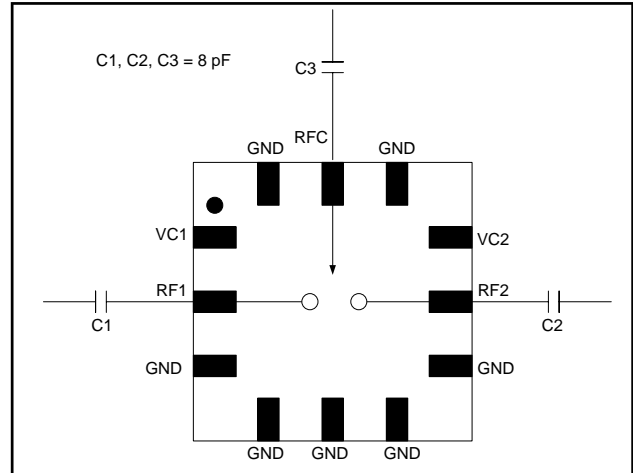 C1, C2, C3 = 8 pF
C3
RFC
GND
GND
VC1
VC2
RF1
RF2
C1
C2
GND
GND
GND
GND
GND